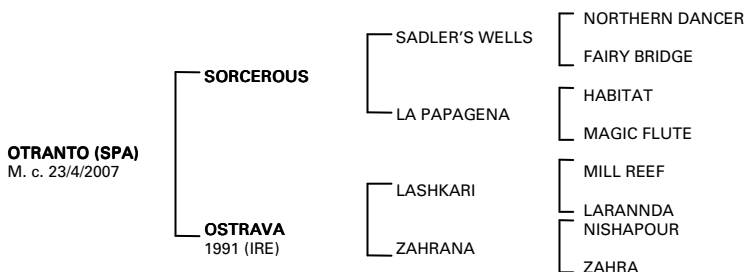 NORTHERN DANCER
SADLER'S WELLS
FAIRY BRIDGE
SORCEROUS
HABITAT
LA PAPAGENA
MAGIC FLUTE
OTRANTO (SPA)
M. c. 23/4/2007
MILL REEF
LASHKARI
LARANNDA
OSTRAVA
1991 (IRE)
NISHAPOUR
ZAHRANA
ZAHRA